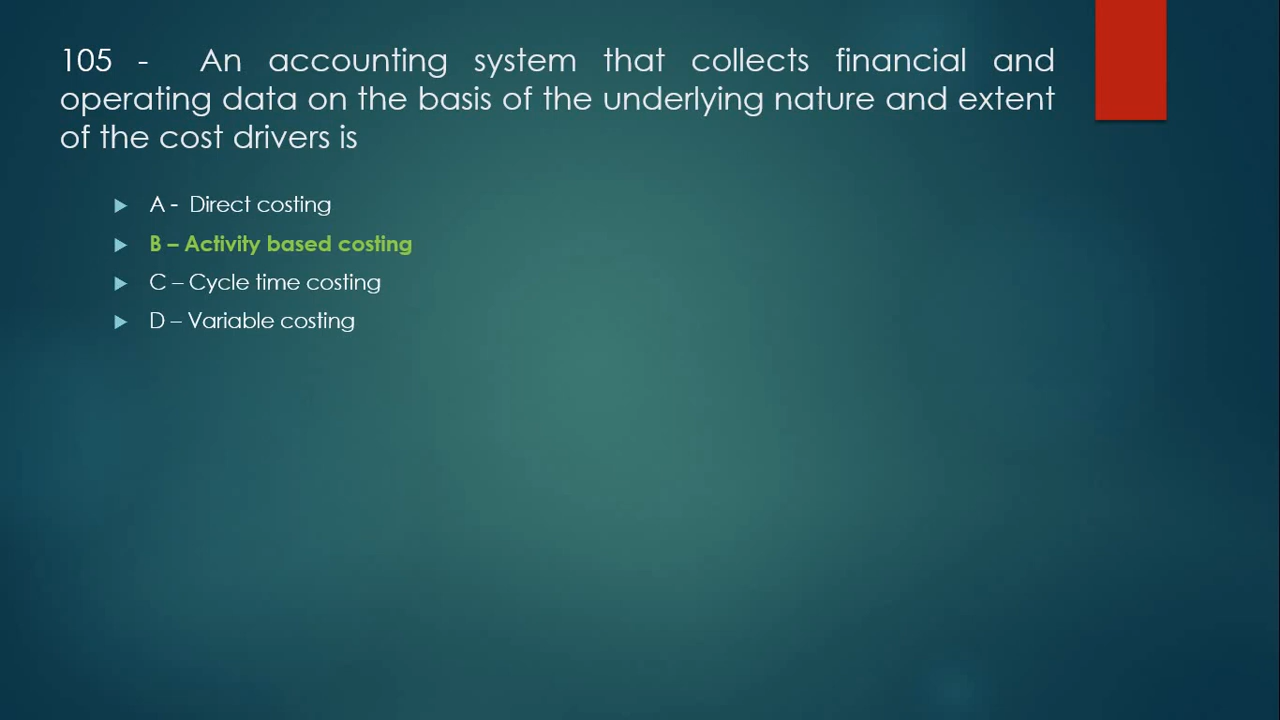 105 - An accounting system that collects financial and
operating data on the basis of the underlying nature and extent
of the cost drivers is
A - Direct costing
B – Activity based costing
C – Cycle time costing
D – Variable costing